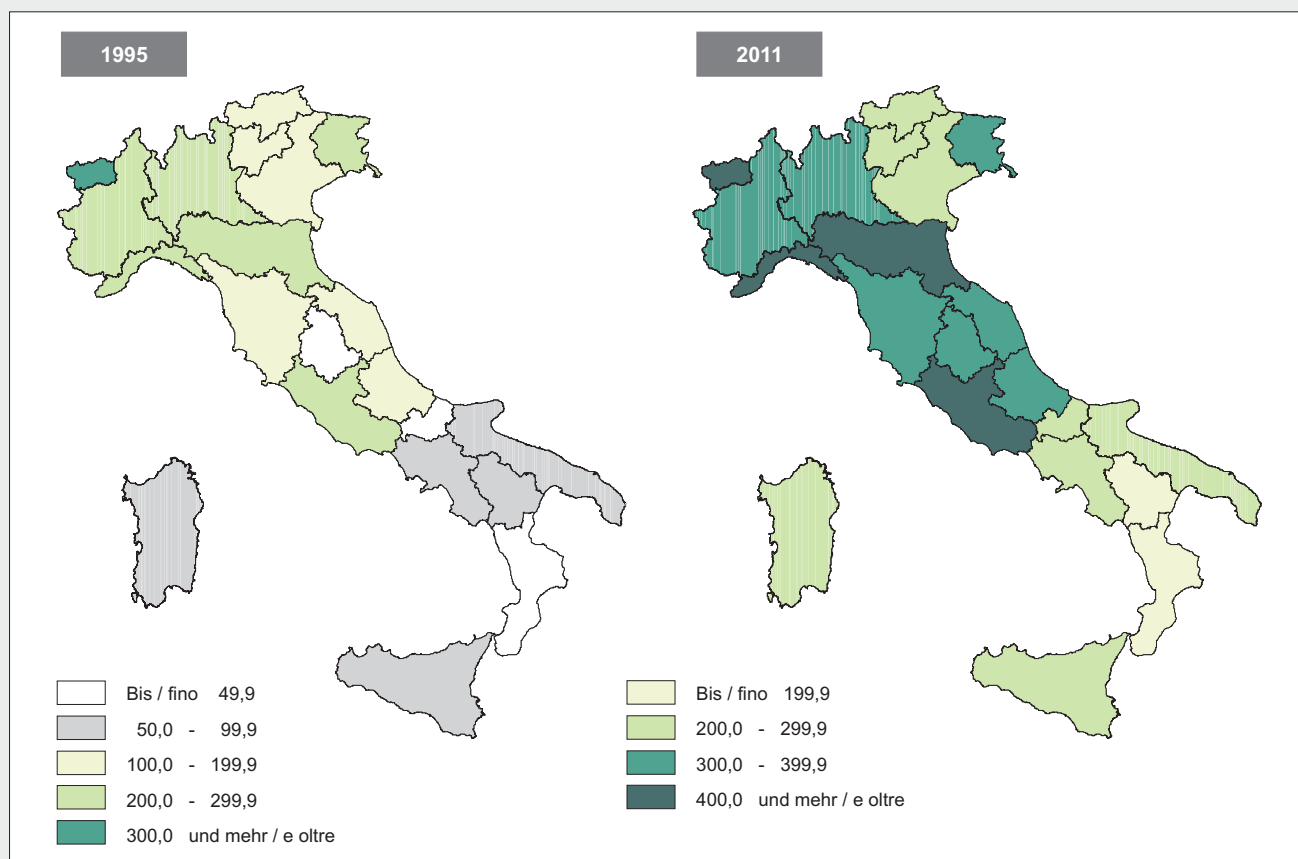 1995
Bis / fino 49,9
50,0 - 99,9
100,0 - 199,9
200,0 - 299,9
300,0 und mehr / e oltre
2011
Bis / fino 199,9
200,0 - 299,9
300,0 - 399,9
400,0 und mehr / e oltre